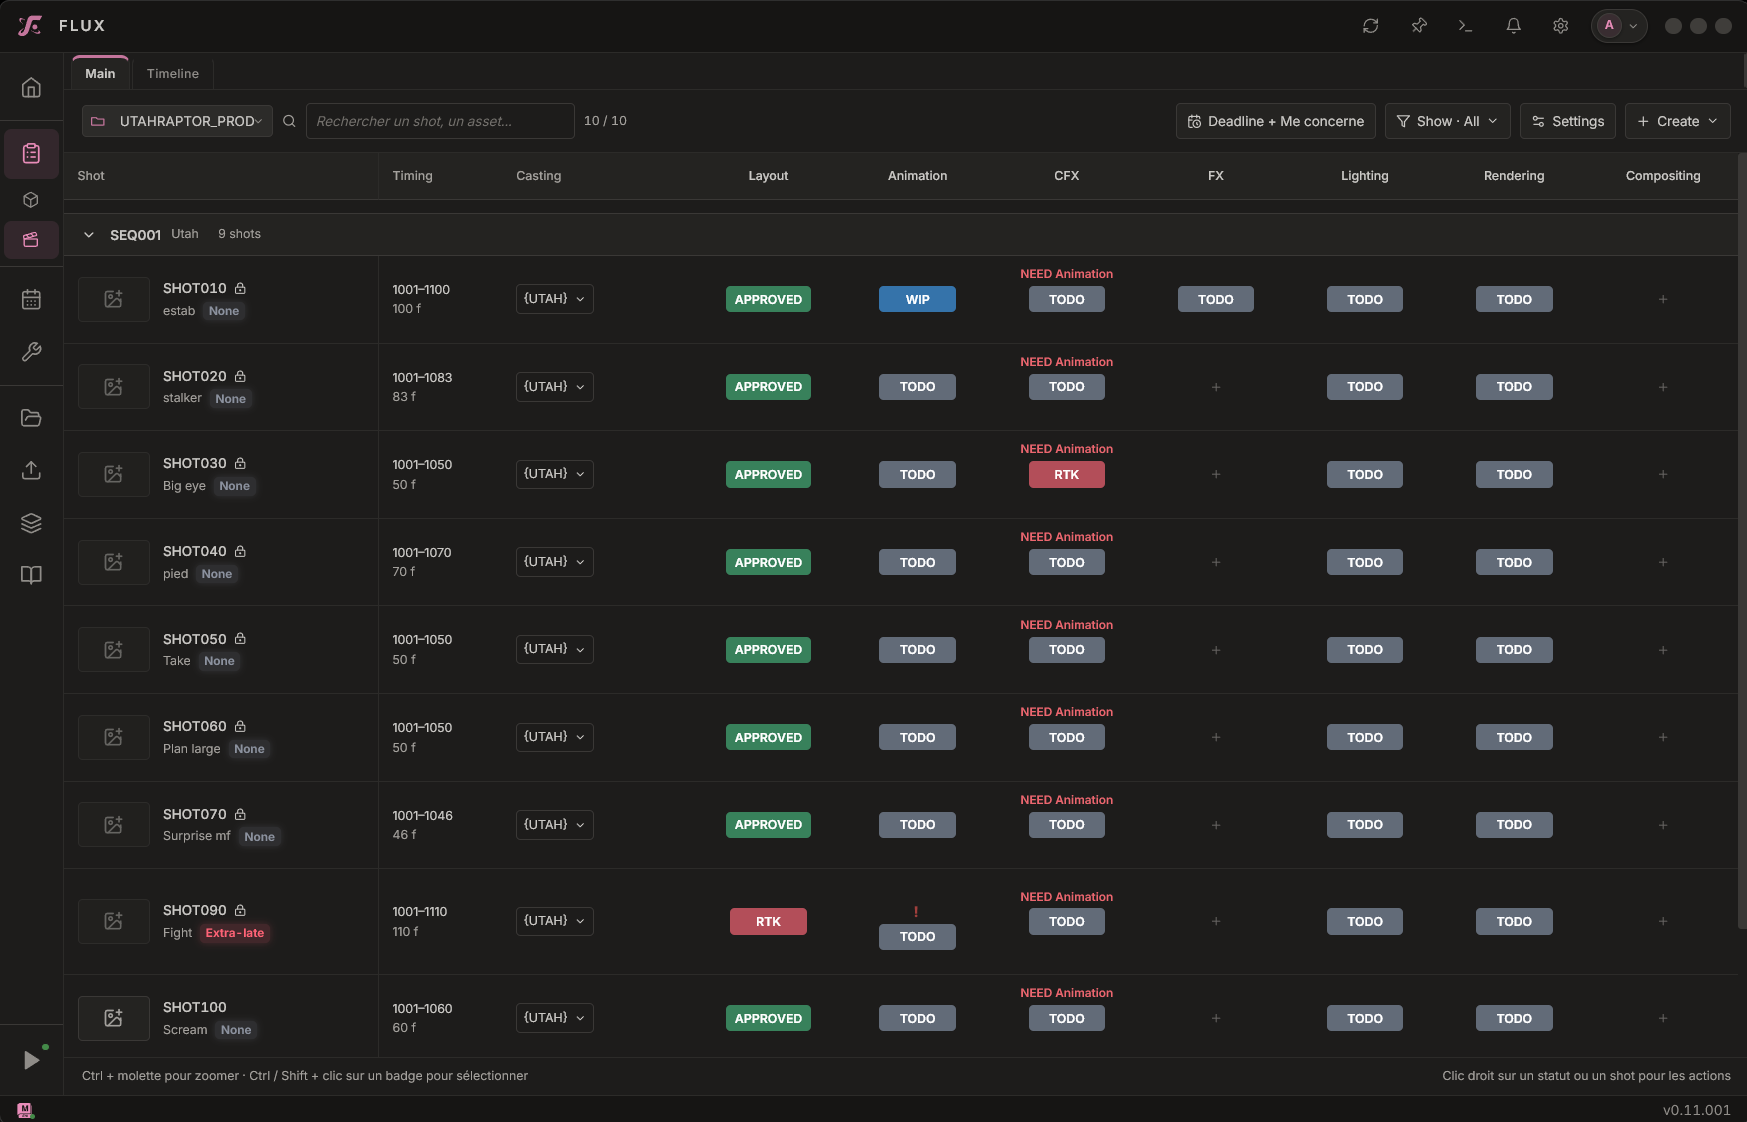 FLUX
A
Main
Timeline
UTAHRAPTOR_PROD
Rechercher un shot, un asset...
10 / 10
Deadline + Me concerne
Show · All
Settings
+ Create
Shot
Timing
Casting
Layout
Animation
CFX
FX
Lighting
Rendering
Compositing
SEQ001 Utah 9 shots
NEED Animation
SHOT010
1001–1100
{UTAH}
APPROVED
WIP
TODO
TODO
TODO
TODO
+
estab None
100 f
NEED Animation
SHOT020
1001–1083
{UTAH}
APPROVED
TODO
TODO
+
TODO
TODO
+
stalker None
83 f
NEED Animation
SHOT030
1001–1050
{UTAH}
APPROVED
TODO
RTK
+
TODO
TODO
+
Big eye None
50 f
NEED Animation
SHOT040
1001–1070
{UTAH}
APPROVED
TODO
TODO
+
TODO
TODO
+
pied None
70 f
NEED Animation
SHOT050
1001–1050
{UTAH}
APPROVED
TODO
TODO
+
TODO
TODO
+
Take None
50 f
NEED Animation
SHOT060
1001–1050
{UTAH}
APPROVED
TODO
TODO
+
TODO
TODO
+
Plan large None
50 f
NEED Animation
SHOT070
1001–1046
{UTAH}
APPROVED
TODO
TODO
+
TODO
TODO
+
Surprise mf None
46 f
NEED Animation
SHOT090
1001–1110
{UTAH}
RTK
!
TODO
TODO
+
TODO
TODO
+
Fight Extra-late
110 f
NEED Animation
SHOT100
1001–1060
{UTAH}
APPROVED
TODO
TODO
+
TODO
TODO
+
Scream None
60 f
Ctrl + molette pour zoomer · Ctrl / Shift + clic sur un badge pour sélectionner
Clic droit sur un statut ou un shot pour les actions
M
v0.11.001